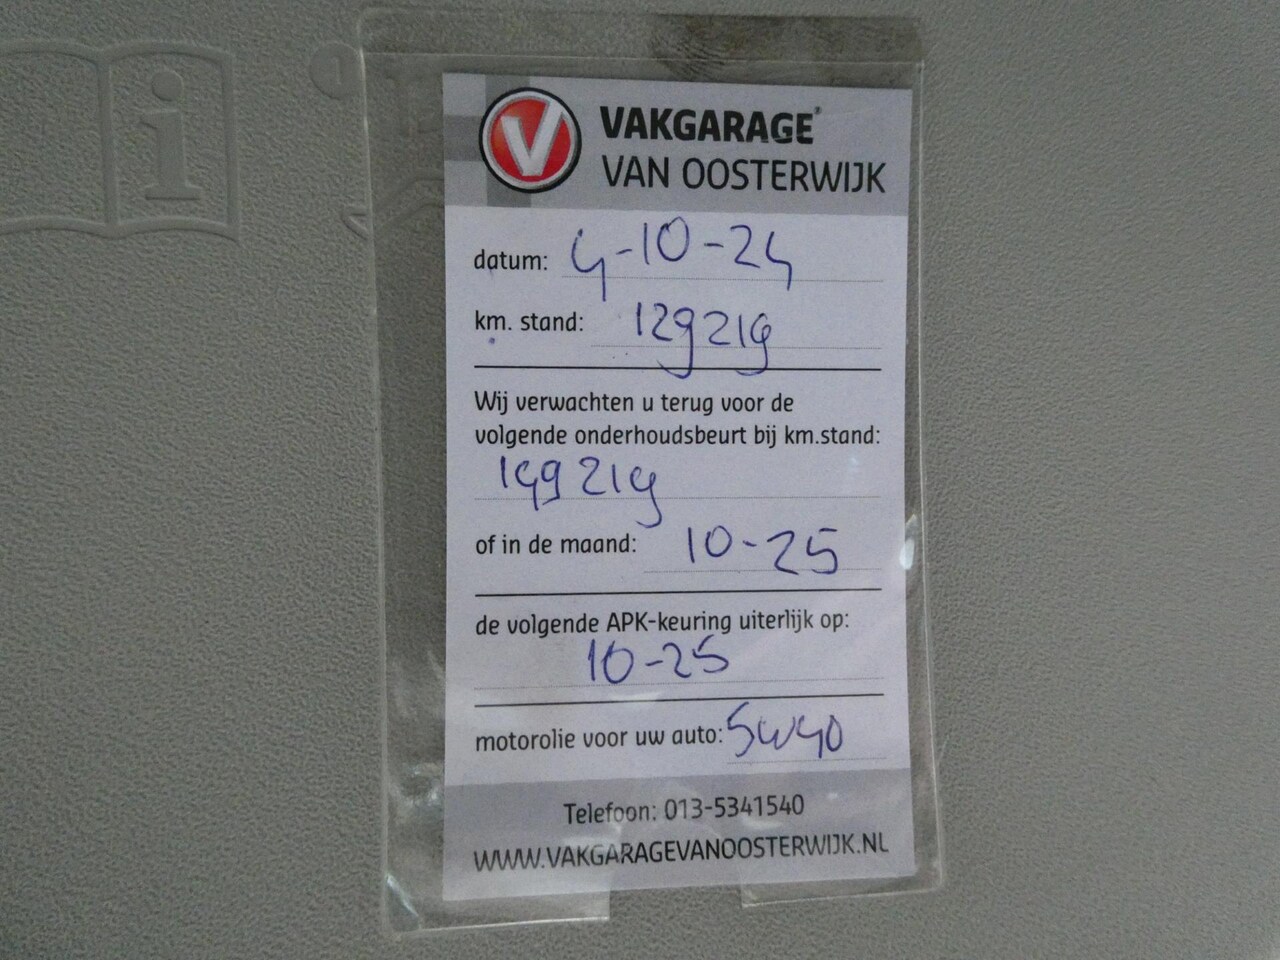 VAKGARAGE®
VAN OOSTERWIJK
datum: 4-10-24
km. stand: 129219
Wij verwachten u terug voor de
volgende onderhoudsbeurt bij km.stand:
149219
of in de maand: 10-25
de volgende APK-keuring uiterlijk op:
10-25
motorolie voor uw auto: 5w40
Telefoon: 013-5341540
WWW.VAKGARAGEVANOOSTERWIJK.NL